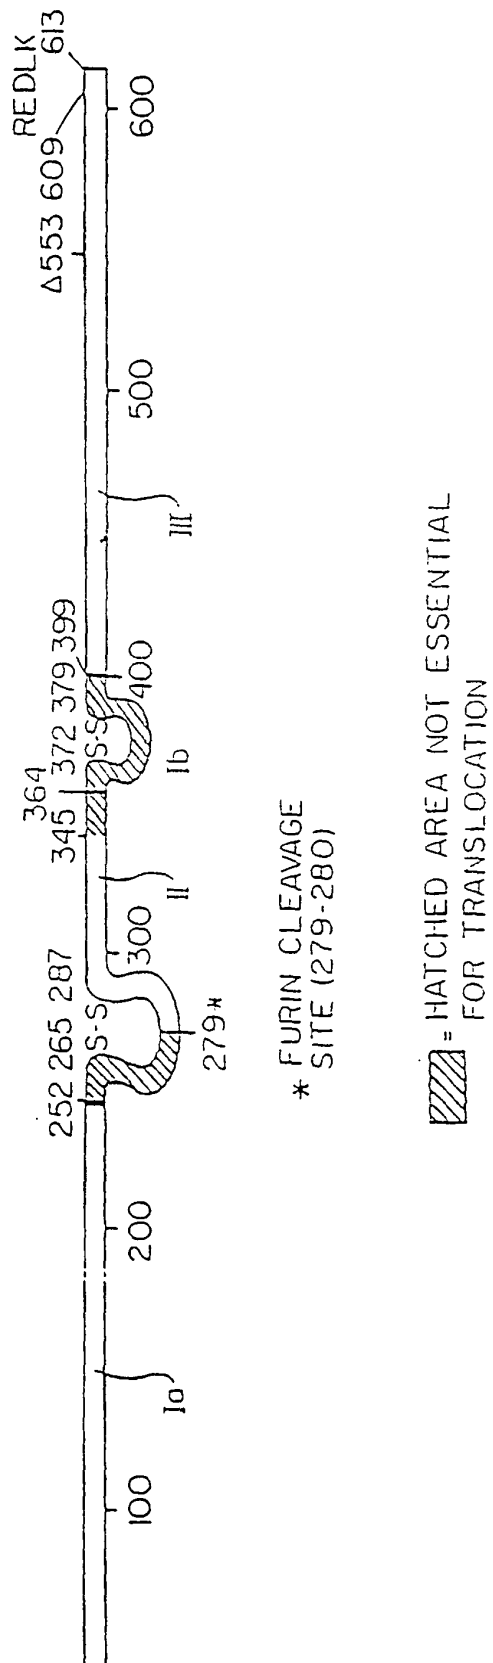 REDLK
364
252 265 287 345 372 379 399 Δ553 609 613
S-S S-S
279*
100 200 300 400 500 600
Ia II Ib III
* FURIN CLEAVAGE
SITE (279-280)
= HATCHED AREA NOT ESSENTIAL
FOR TRANSLOCATION